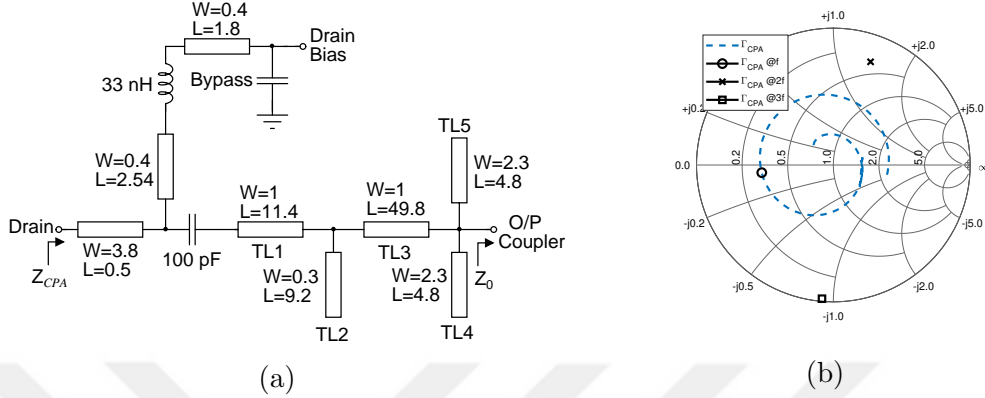 W=0.4
L=1.8
Drain
Bias
33 nH
Bypass
W=0.4
L=2.54
TL5
W=2.3
L=4.8
Drain
W=3.8
L=0.5
Z_CPA
100 pF
W=1
L=11.4
TL1
W=1
L=49.8
TL3
O/P
Coupler
Z_0
W=0.3
L=9.2
TL2
W=2.3
L=4.8
TL4
(a)
+j1.0
+j2.0
+j5.0
+j0.2
Γ_CPA
Γ_CPA @f
Γ_CPA @2f
Γ_CPA @3f
0.0
0.2
0.5
1.0
2.0
5.0
∞
-j0.2
-j5.0
-j0.5
-j2.0
-j1.0
(b)